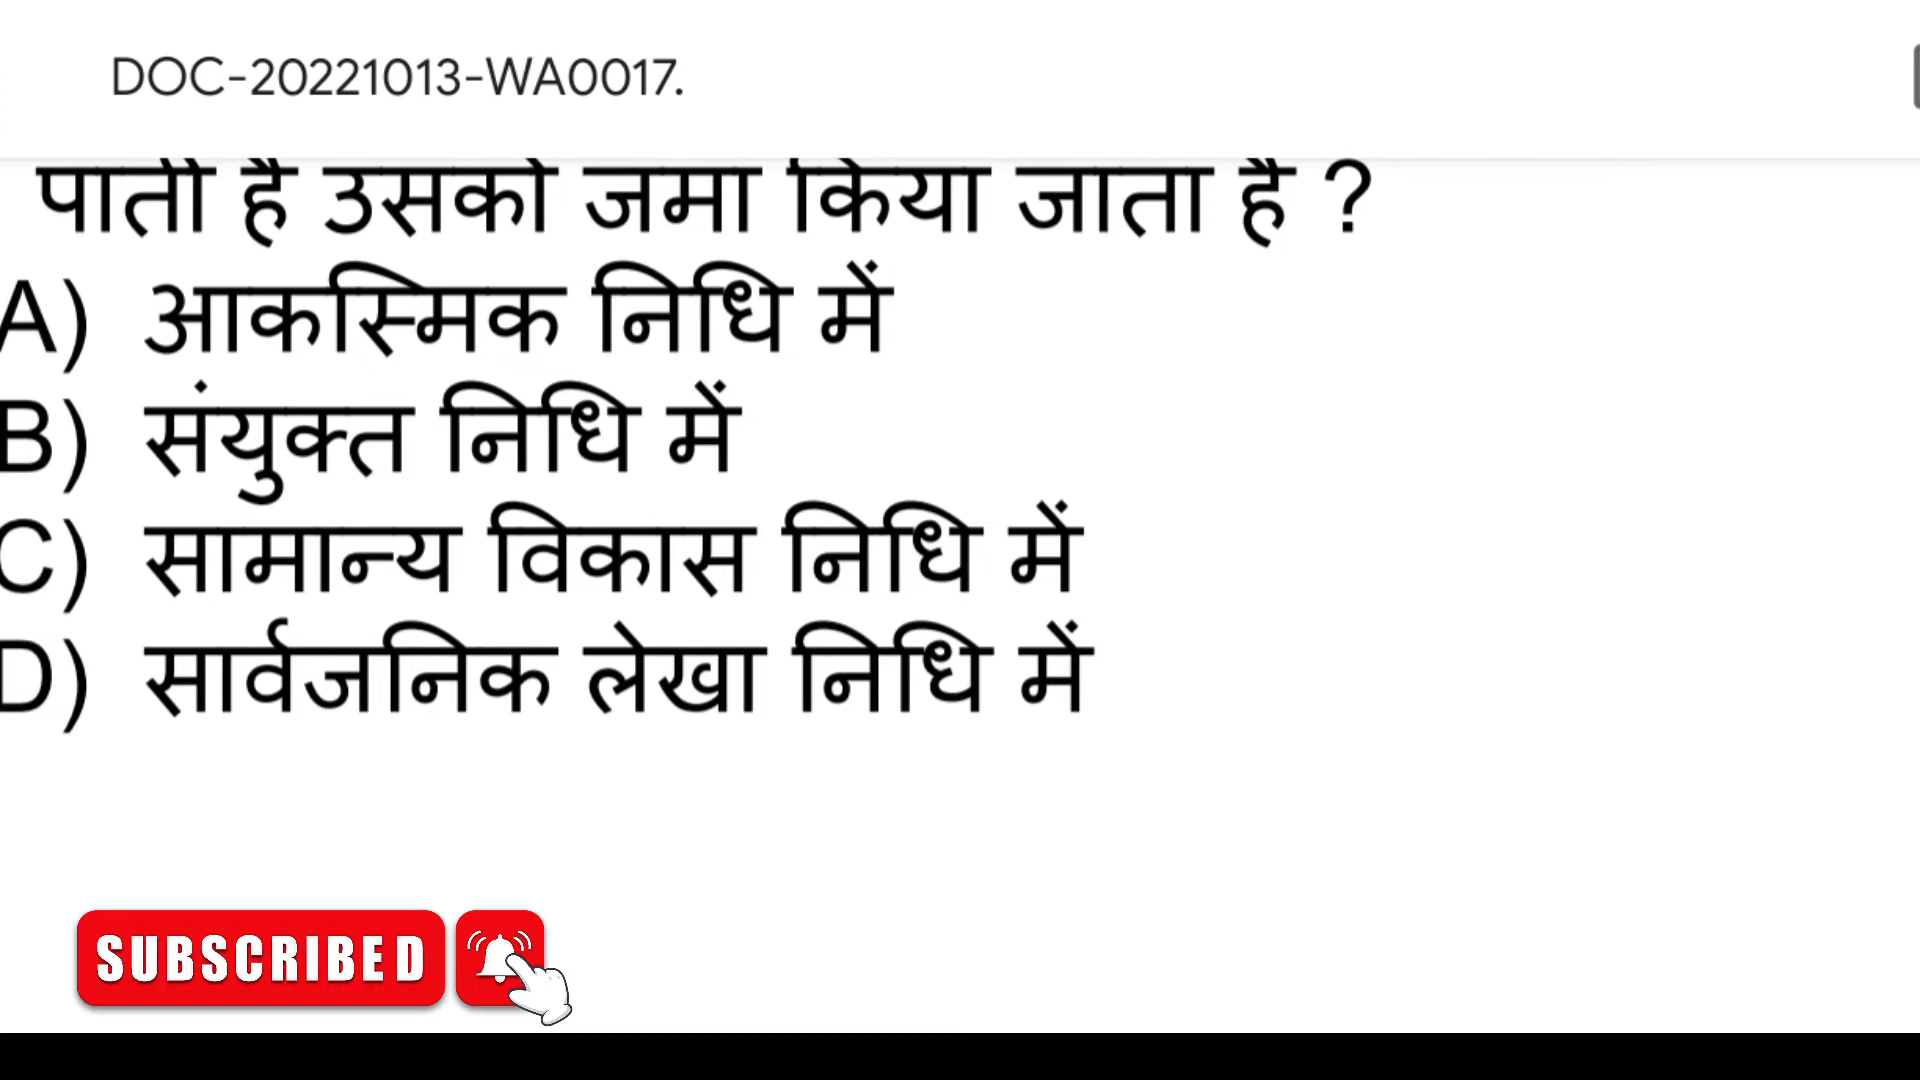 DOC-20221013-WA0017.
पाती है उसको जमा किया जाता है ?
A) आकस्मिक निधि में
B) संयुक्त निधि में
C) सामान्य विकास निधि में
D) सार्वजनिक लेखा निधि में
SUBSCRIBED